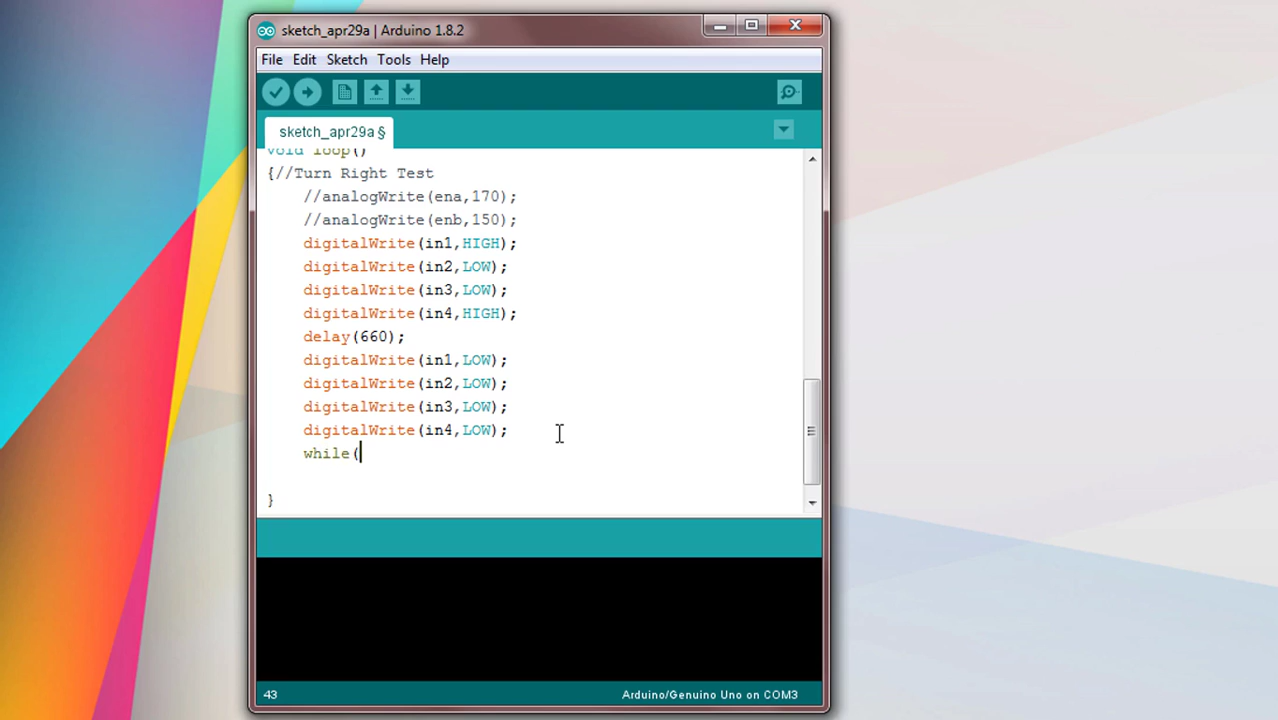 sketch_apr29a | Arduino 1.8.2
File Edit Sketch Tools Help
sketch_apr29a §
void loop()
{//Turn Right Test
//analogWrite(ena,170);
//analogWrite(enb,150);
digitalWrite(in1,HIGH);
digitalWrite(in2,LOW);
digitalWrite(in3,LOW);
digitalWrite(in4,HIGH);
delay(660);
digitalWrite(in1,LOW);
digitalWrite(in2,LOW);
digitalWrite(in3,LOW);
digitalWrite(in4,LOW);
while(
}
43 Arduino/Genuino Uno on COM3